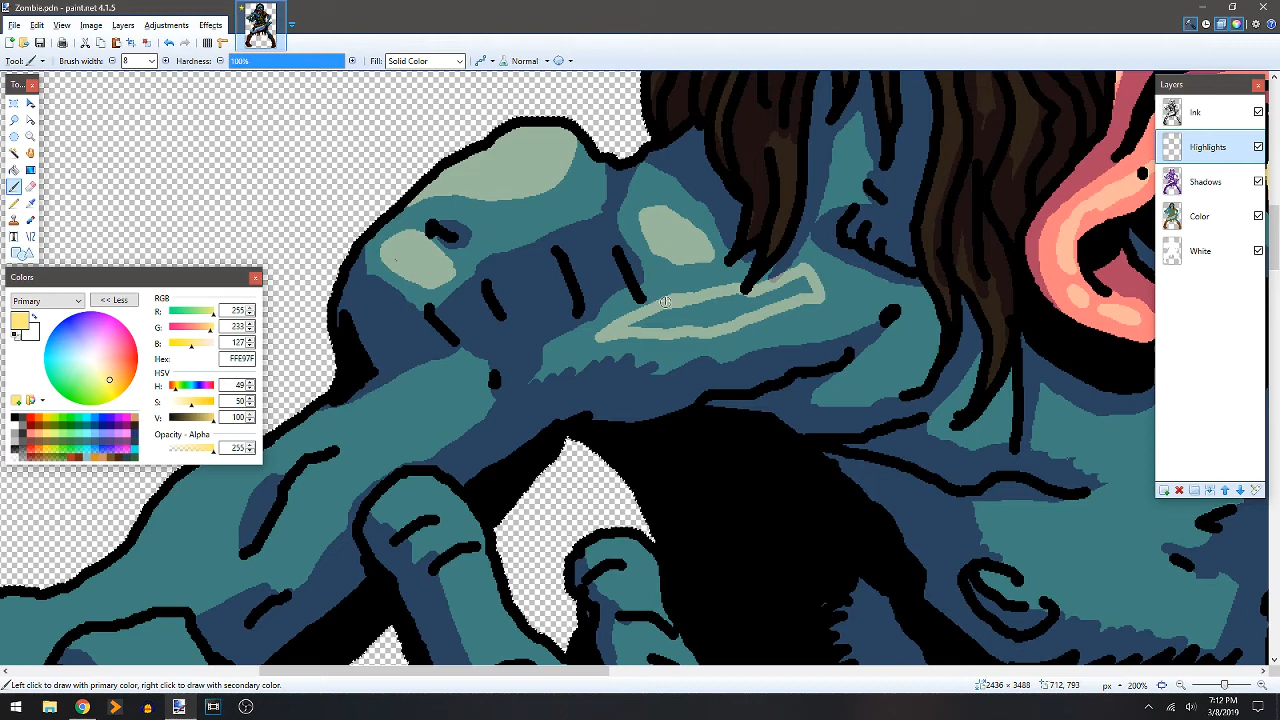 Zombie.pdn - paint.net 4.1.5
File Edit View Image Layers Adjustments Effects
Tool: Brush width: 8 Hardness: 100% Fill: Solid Color Normal
To...
Layers
Ink
Highlights
Shadows
Color
White
Colors
Primary << Less RGB
R: 255
G: 233
B: 127
Hex: FFE97F
HSV
H: 49
S: 50
V: 100
Opacity - Alpha
255
Left click to draw with primary color, right click to draw with secondary color. 2436 × 3488 712, 793 px 200%
7:12 PM
3/8/2019